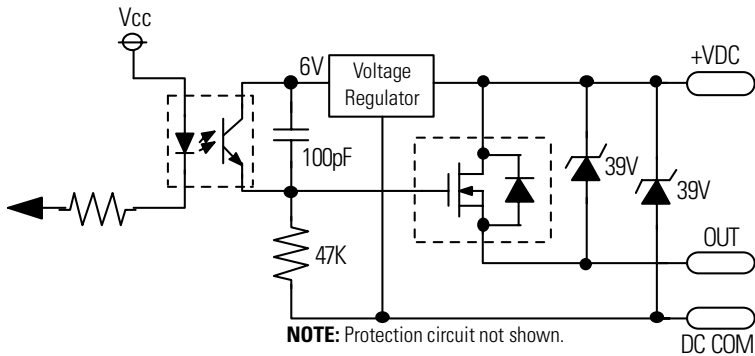 Vcc
+VDC
6V
Voltage
Regulator
100pF
39V
39V
47K
OUT
NOTE: Protection circuit not shown.
DC COM